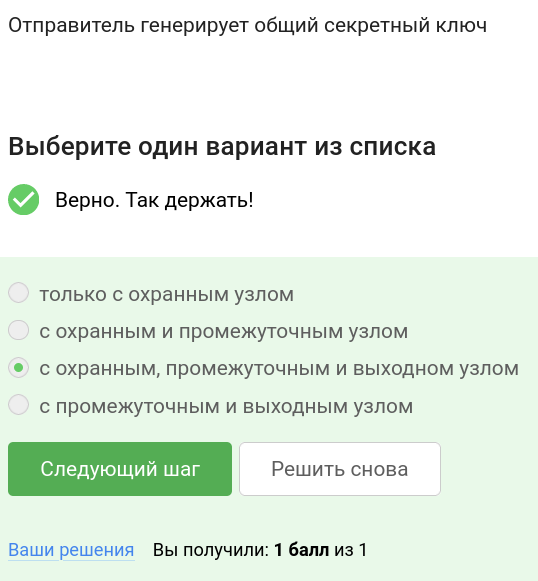 Отправитель генерирует общий секретный ключ
Выберите один вариант из списка
Верно. Так держать!
только с охранным узлом
с охранным и промежуточным узлом
с охранным, промежуточным и выходном узлом
с промежуточным и выходным узлом
Следующий шаг Решить снова
Ваши решения Вы получили: 1 балл из 1